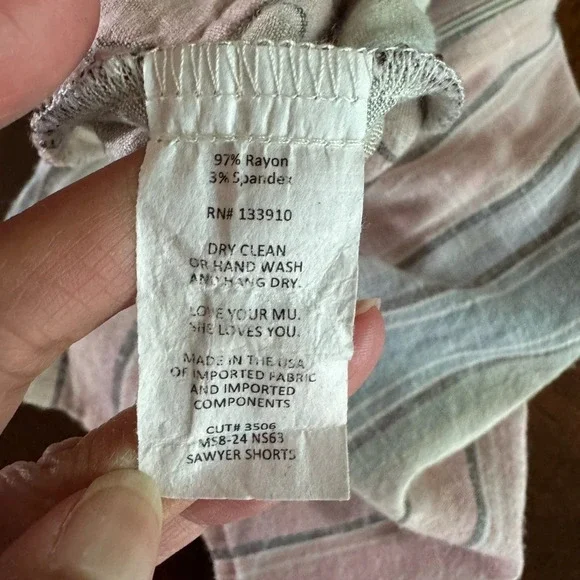 97% Rayon
3% Spandex
RN# 133910
DRY CLEAN
OR HAND WASH
AND HANG DRY.
LOVE YOUR MU.
SHE LOVES YOU.
MADE IN THE USA
OF IMPORTED FABRIC
AND IMPORTED
COMPONENTS
CUT# 3506
MS8-24 NS63
SAWYER SHORTS